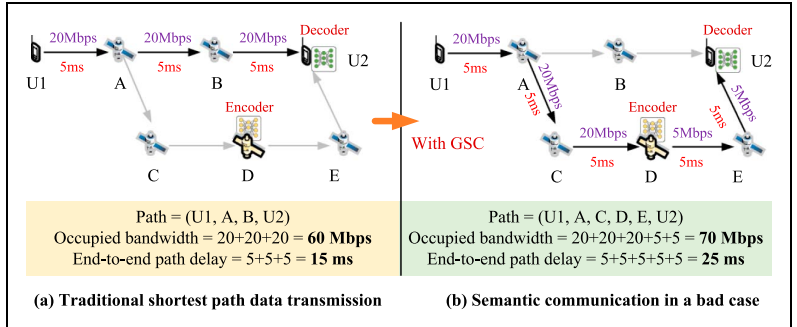 20Mbps 20Mbps 20Mbps Decoder
U1 5ms A 5ms B 5ms U2
Encoder
C D E
Path = (U1, A, B, U2)
Occupied bandwidth = 20+20+20 = 60 Mbps
End-to-end path delay = 5+5+5 = 15 ms
(a) Traditional shortest path data transmission
With GSC
20Mbps Decoder
U1 5ms A B U2
20Mbps 5ms Encoder 5ms 5Mbps
20Mbps 5Mbps
5ms 5ms
C D E
Path = (U1, A, C, D, E, U2)
Occupied bandwidth = 20+20+20+5+5 = 70 Mbps
End-to-end path delay = 5+5+5+5+5 = 25 ms
(b) Semantic communication in a bad case